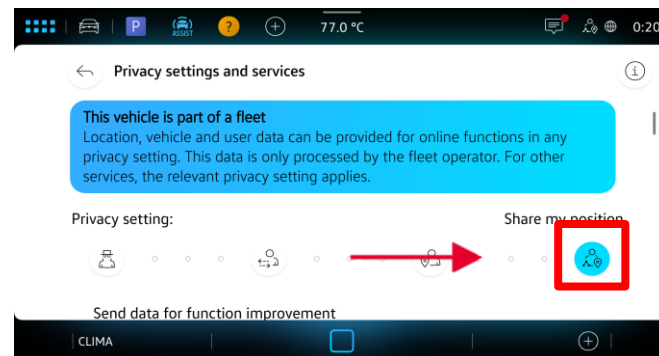 P ASSIST ? 77.0 °C 0:20
Privacy settings and services
This vehicle is part of a fleet
Location, vehicle and user data can be provided for online functions in any
privacy setting. This data is only processed by the fleet operator. For other
services, the relevant privacy setting applies.
Privacy setting: Share my position
Send data for function improvement
CLIMA